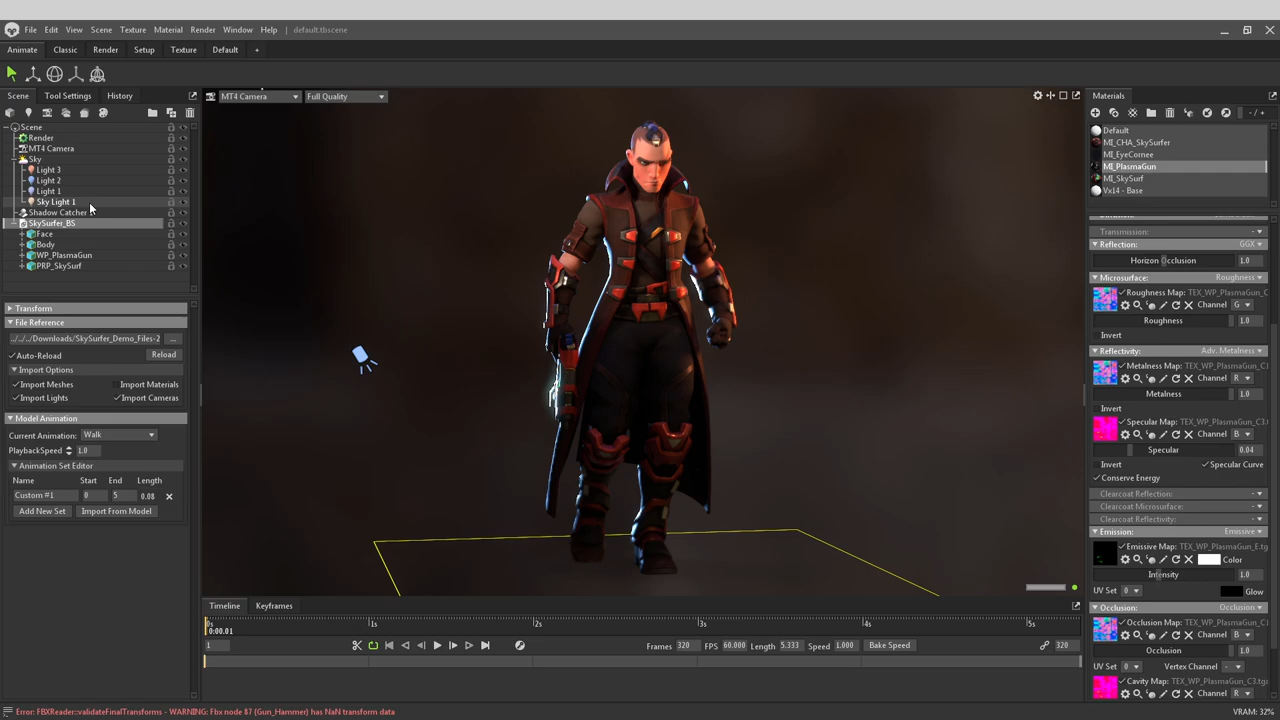 File Edit View Scene Texture Material Render Window Help default.tbscene
Animate Classic Render Setup Texture Default +
Scene Tool Settings History
MT4 Camera Full Quality
Materials
Scene
Render
MT4 Camera
Sky
Light 3
Light 2
Light 1
Sky Light 1
Shadow Catcher
SkySurfer_BS
Face
Body
WP_PlasmaGun
PRP_SkySurf
Transform
File Reference
../../../Downloads/SkySurfer_Demo_Files-2 ...
Auto-Reload Reload
Import Options
Import Meshes Import Materials
Import Lights Import Cameras
Model Animation
Current Animation: Walk
PlaybackSpeed 1.0
Animation Set Editor
Name Start End Length
Custom #1 0 5 0.08
Add New Set Import From Model
Default
MI_CHA_SkySurfer
MI_EyeCorne
MI_PlasmaGun
MI_SkySurf
Vx14 - Base
Transmission:
Reflection: GGX
Horizon Occlusion 1.0
Microsurface: Roughness
Roughness Map: TEX_WP_PlasmaGun_C
Channel G
Roughness 1.0
Invert
Reflectivity: Adv. Metalness
Metalness Map: TEX_WP_PlasmaGun_C
Channel R
Metalness 1.0
Invert
Specular Map: TEX_WP_PlasmaGun_C3.t
Channel B
Specular 0.04
Invert Specular Curve
Conserve Energy
Clearcoat Reflection:
Clearcoat Microsurface:
Clearcoat Reflectivity:
Emission: Emissive
Emissive Map: TEX_WP_PlasmaGun_E.tg
Color
Intensity 1.0
UV Set 0 Glow
Occlusion: Occlusion
Occlusion Map: TEX_WP_PlasmaGun_C
Channel B
Occlusion 1.0
UV Set 0 Vertex Channel -
Cavity Map: TEX_WP_PlasmaGun_C3.tg
Channel R
Timeline Keyframes
0s 1s 2s 3s 4s 5s
0:00.01
1 Frames 320 FPS 60.000 Length 5.333 Speed 1.000 Bake Speed 320
Error: FBXReader::validateFinalTransforms - WARNING: Fbx node 87 (Gun_Hammer) has NaN transform data VRAM: 32%